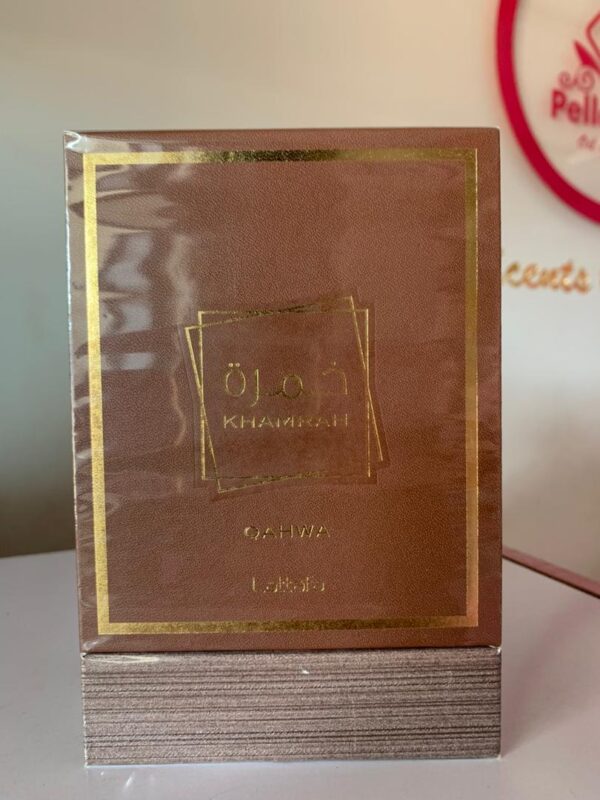 خمرة
KHAMRAH
QAHWA
Lattafa
Pell
cents